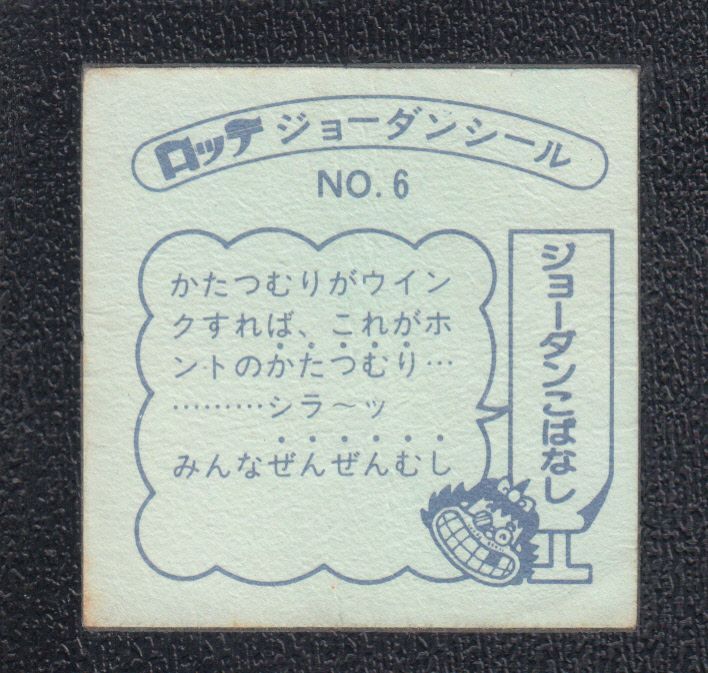 ロッテ ジョーダンシール
NO. 6
ジョーダンこばなし
かたつむりがウイン
クすれば、これがホ
ントのかたつむり…
………シラ〜ッ
みんなぜんぜんむし